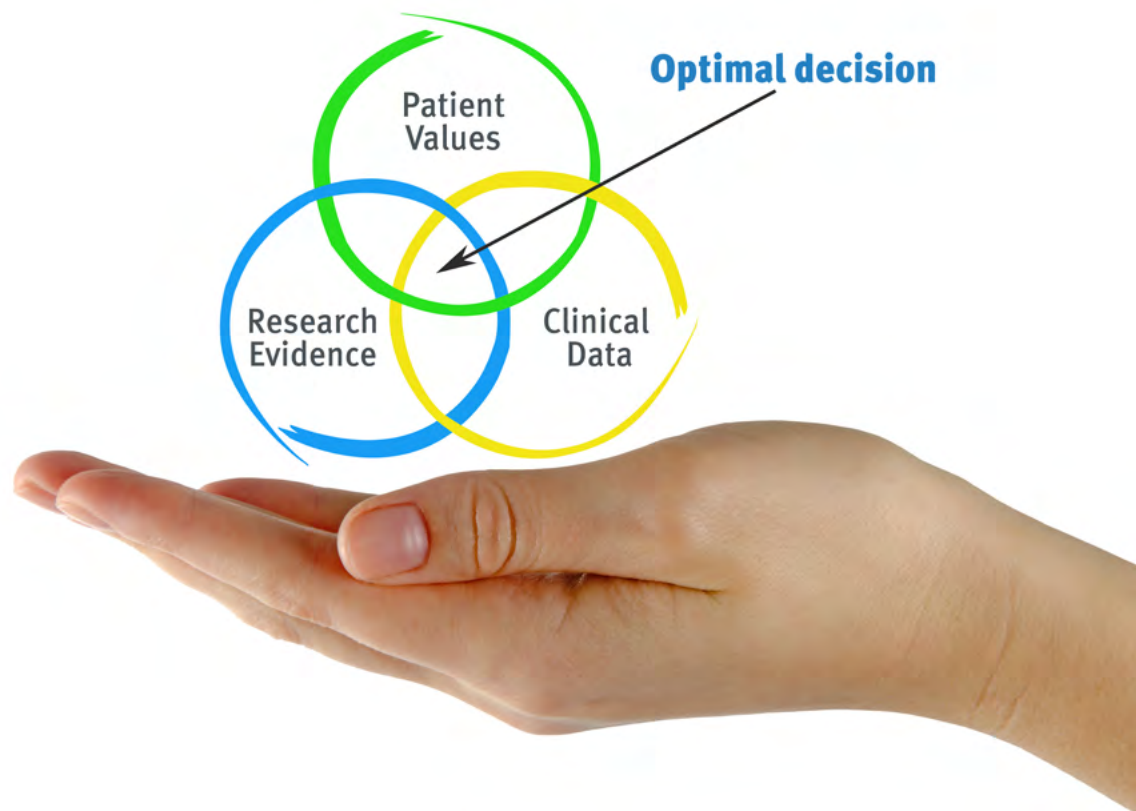 Optimal decision
Patient
Values
Research
Evidence
Clinical
Data